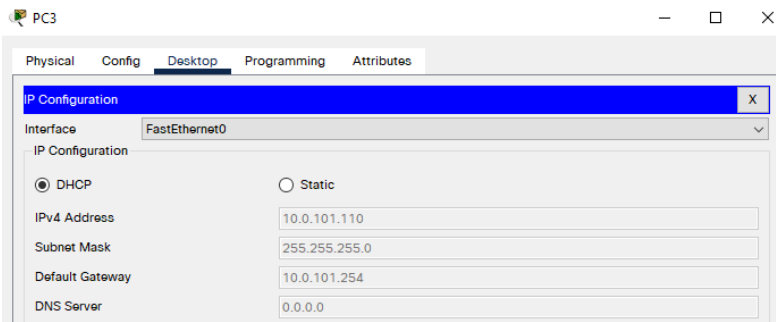 PC3
Physical Config Desktop Programming Attributes
IP Configuration X
Interface FastEthernet0
IP Configuration
DHCP Static
IPv4 Address 10.0.101.110
Subnet Mask 255.255.255.0
Default Gateway 10.0.101.254
DNS Server 0.0.0.0